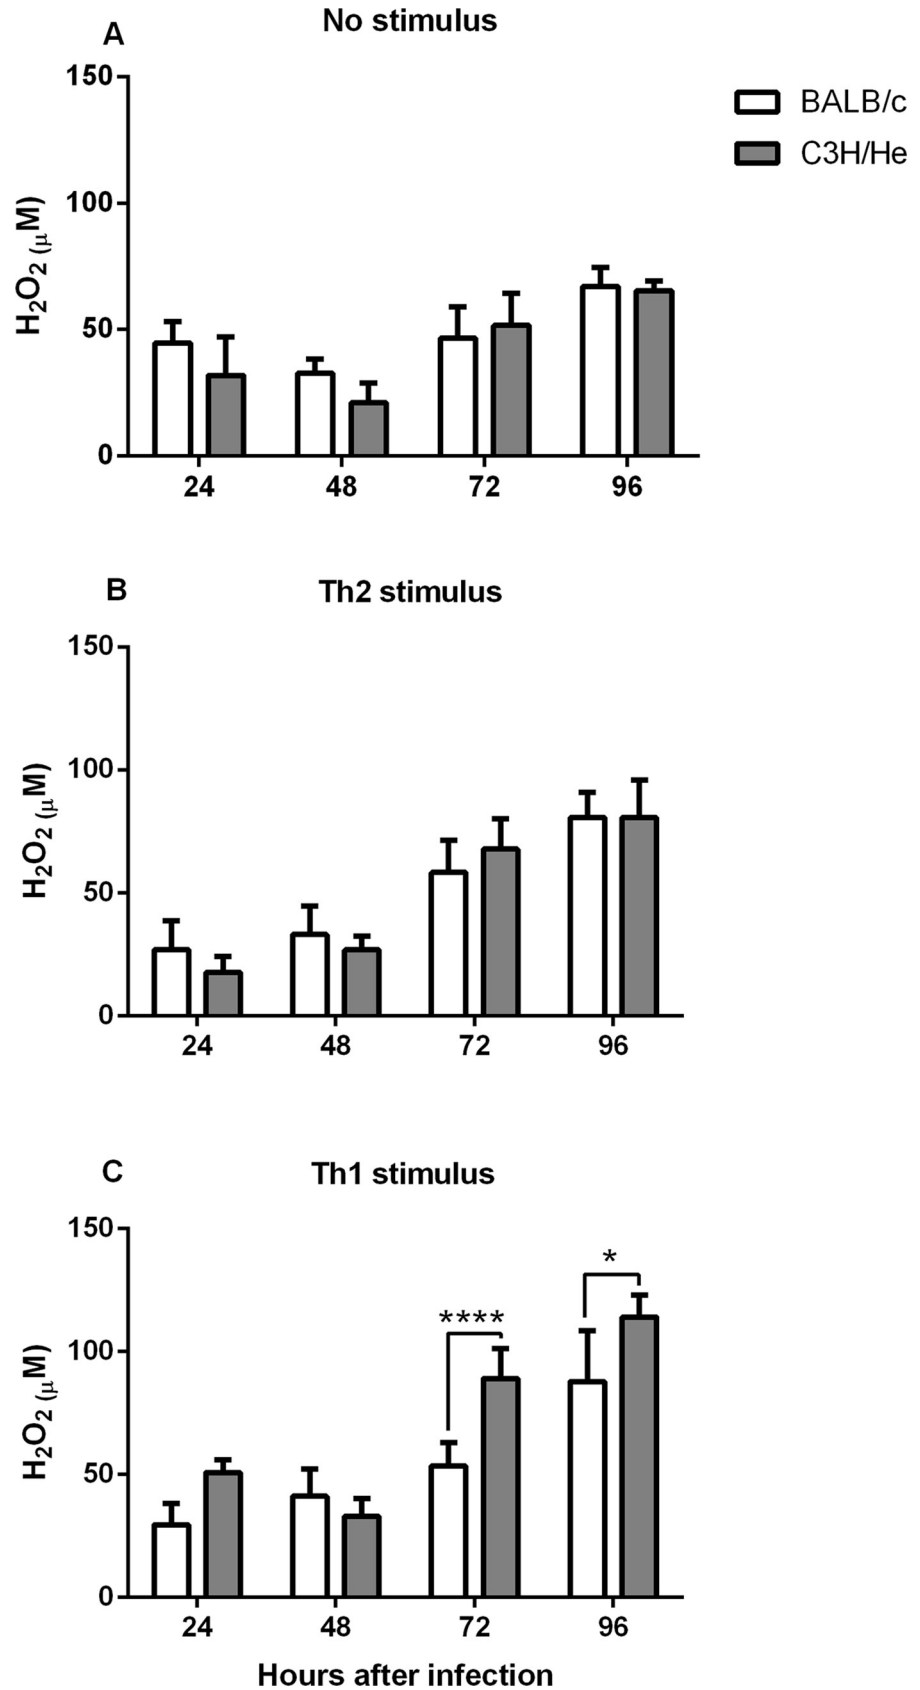 A
No stimulus
150
100
50
0
H₂O₂ (μM)
24 48 72 96
BALB/c
C3H/He
B
Th2 stimulus
150
100
50
0
H₂O₂ (μM)
24 48 72 96
C
Th1 stimulus
150
100
50
0
H₂O₂ (μM)
****
*
24 48 72 96
Hours after infection